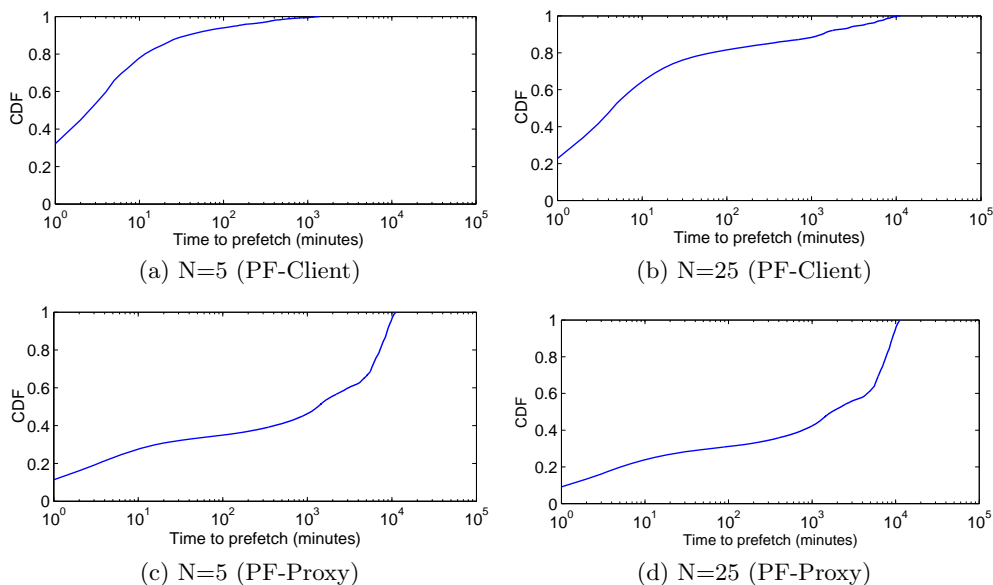 1
0.8
0.6
0.4
0.2
0
CDF
10^0 10^1 10^2 10^3 10^4 10^5
Time to prefetch (minutes)
(a) N=5 (PF-Client)
1
0.8
0.6
0.4
0.2
0
CDF
10^0 10^1 10^2 10^3 10^4 10^5
Time to prefetch (minutes)
(b) N=25 (PF-Client)
1
0.8
0.6
0.4
0.2
0
CDF
10^0 10^1 10^2 10^3 10^4 10^5
Time to prefetch (minutes)
(c) N=5 (PF-Proxy)
1
0.8
0.6
0.4
0.2
0
CDF
10^0 10^1 10^2 10^3 10^4 10^5
Time to prefetch (minutes)
(d) N=25 (PF-Proxy)